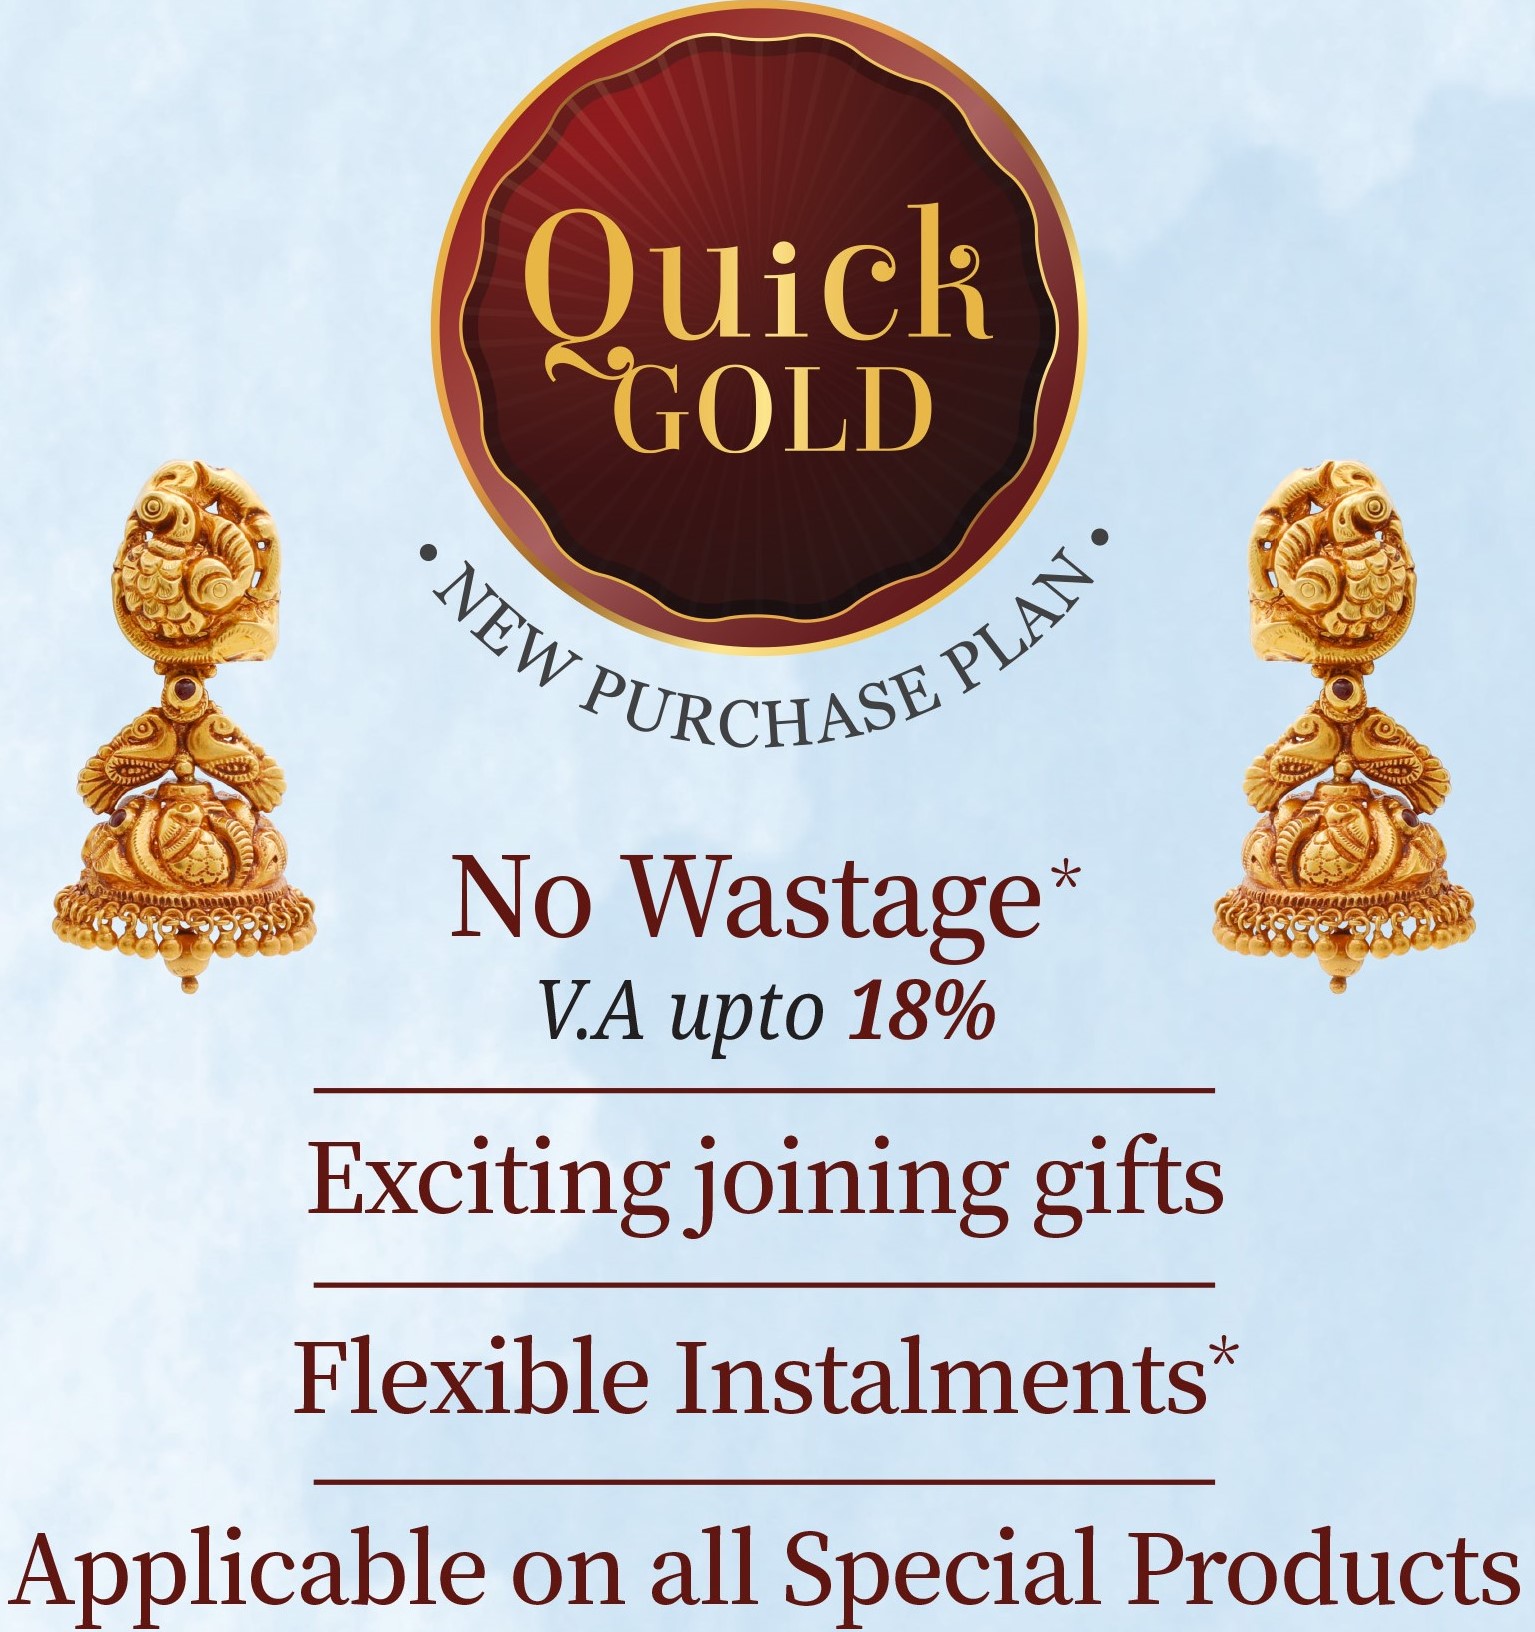 Quick
GOLD
• NEW PURCHASE PLAN •
No Wastage*
V.A upto 18%
Exciting joining gifts
Flexible Instalments*
Applicable on all Special Products